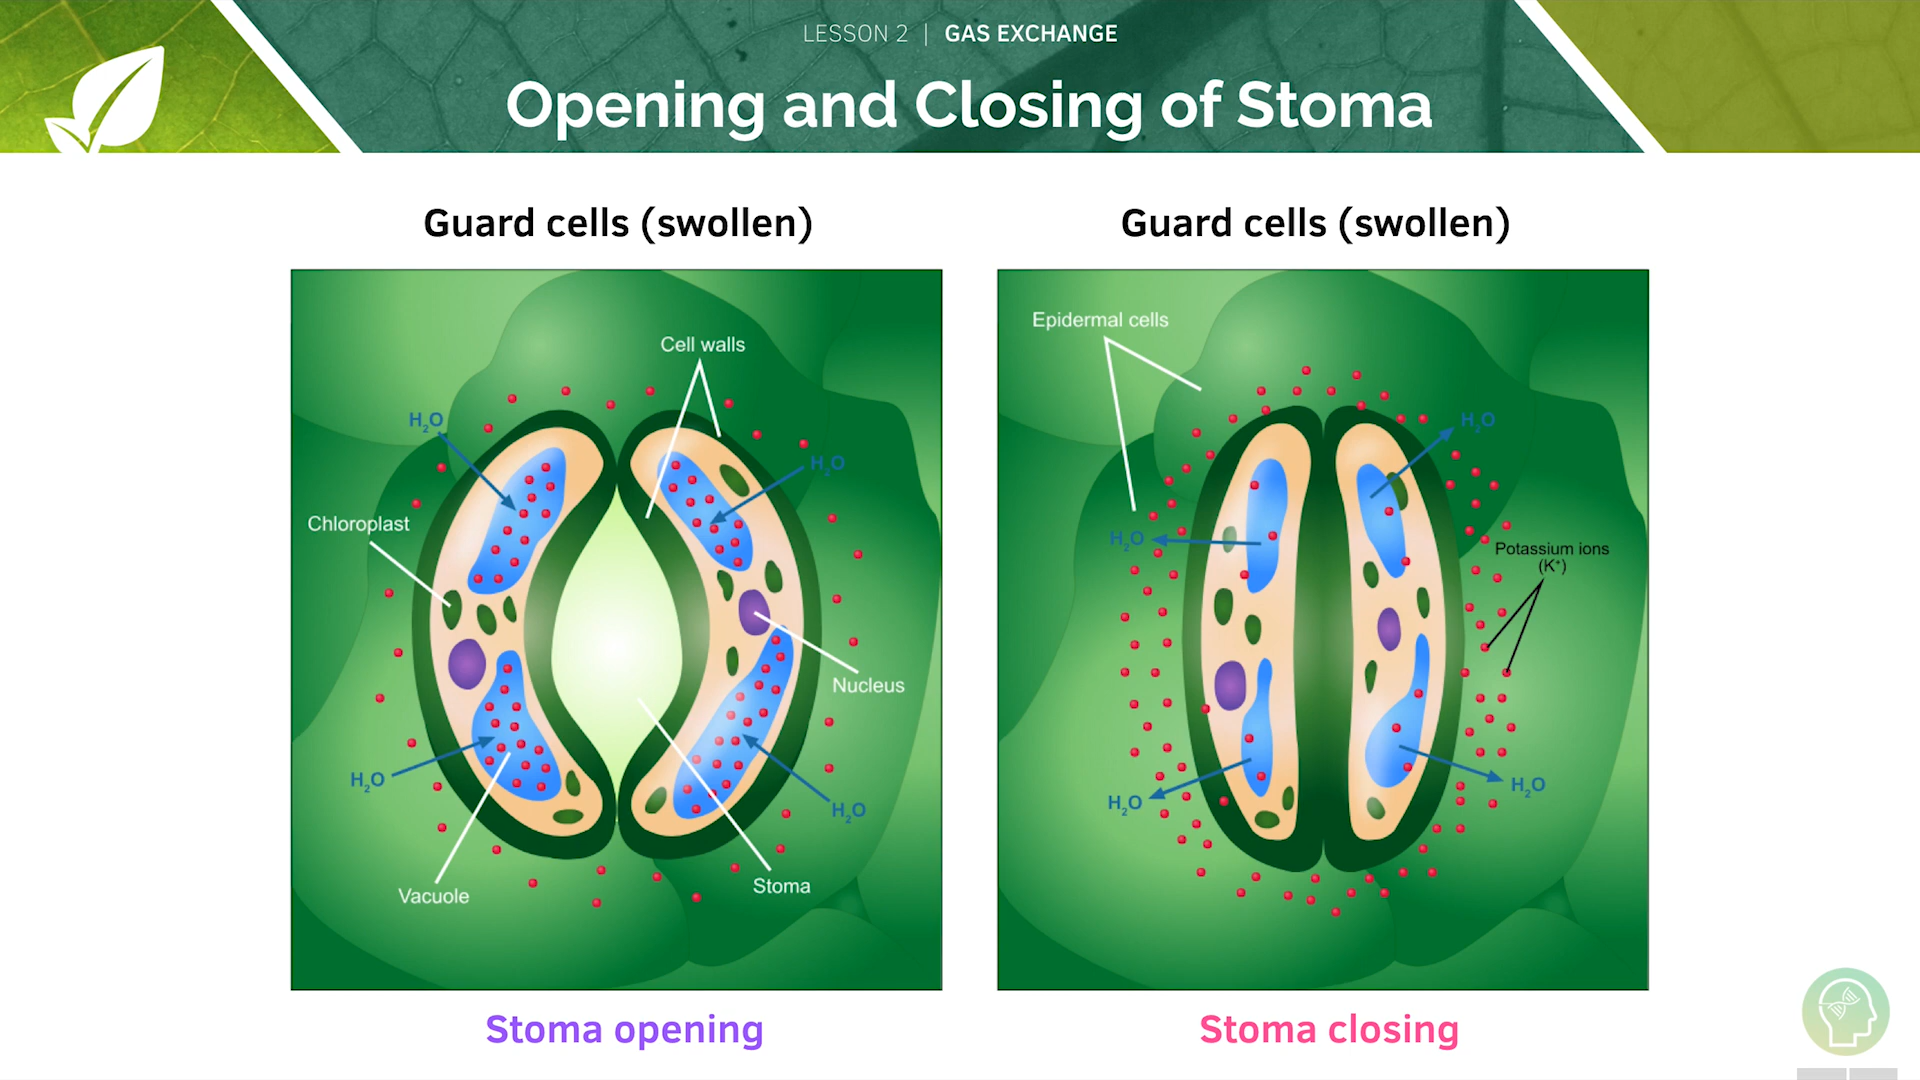 LESSON 2 | GAS EXCHANGE
Opening and Closing of Stoma
Guard cells (swollen)
Cell walls
H₂O
H₂O
Chloroplast
Nucleus
H₂O
H₂O
Vacuole
Stoma
Stoma opening
Guard cells (swollen)
Epidermal cells
H₂O
H₂O
Potassium ions
(K⁺)
H₂O
H₂O
Stoma closing